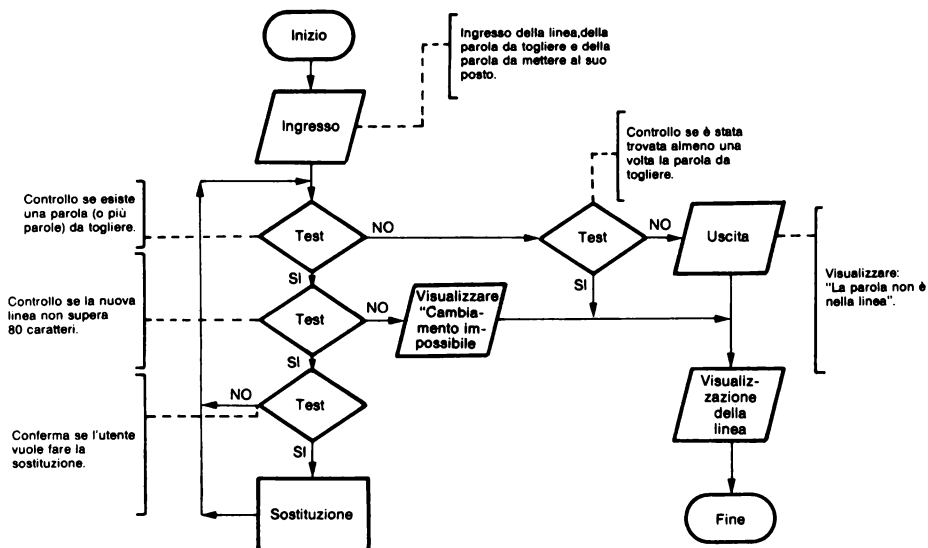 Inizio
Ingresso della linea,della
parola da togliere e della
parola da mettere al suo
posto.
Ingresso
Controllo se è stata
trovata almeno una
volta la parola da
togliere.
Controllo se esiste
una parola (o più
parole) da togliere.
Test
NO
Test
NO
Uscita
SI
SI
Visualizzare:
"La parola non è
nella linea".
Controllo se la nuova
linea non supera
80 caratteri.
Test
NO
Visualizzare
"Cambia-
mento im-
possibile
SI
NO
Test
Visualiz-
zazione
della
linea
Conferma se l'utente
vuole fare la
sostituzione.
SI
Sostituzione
Fine